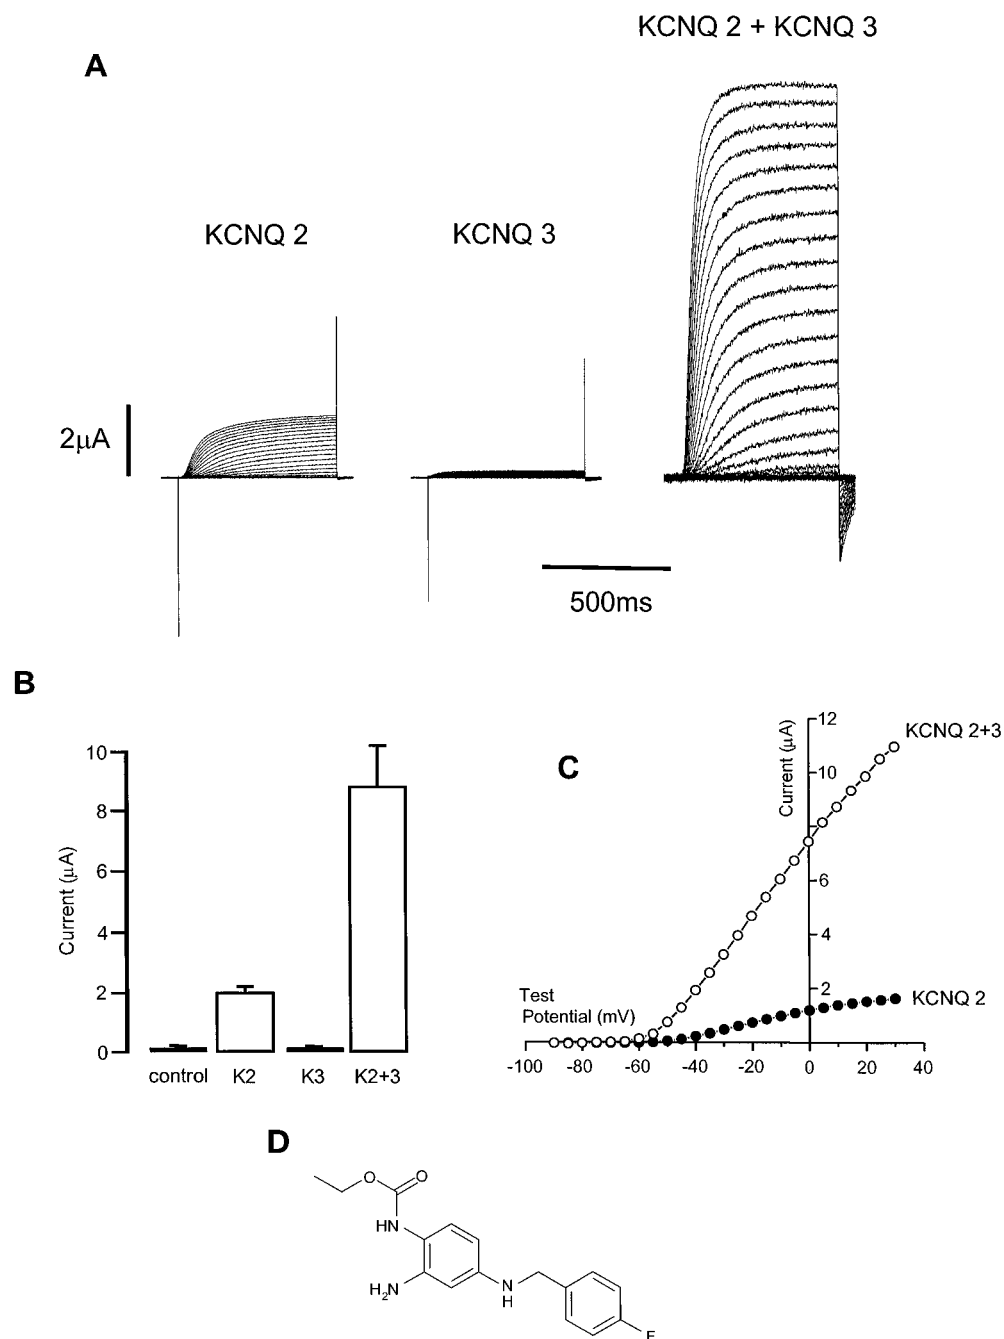 KCNQ 2 + KCNQ 3
A
KCNQ 2
KCNQ 3
2μA
500ms
B
10
8
6
4
2
0
Current (μA)
control
K2
K3
K2+3
C
12
10
6
4
2
Current (μA)
KCNQ 2+3
KCNQ 2
Test
Potential (mV)
-100
-80
-60
-40
-20
0
20
40
D
O
O
HN
H2N
N
H
F